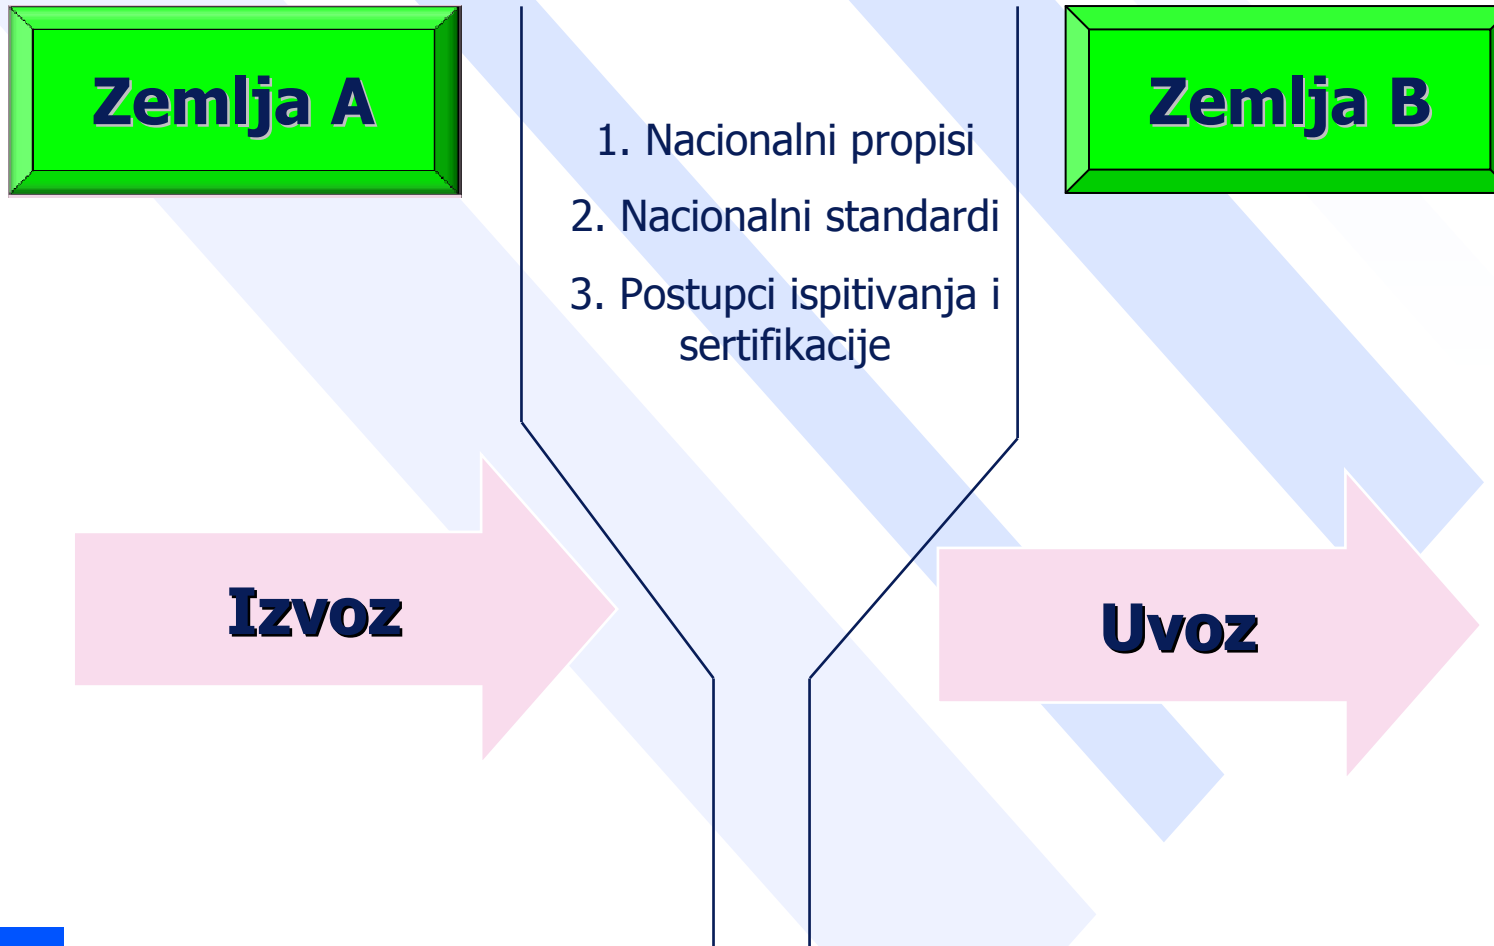 Zemlja A
Zemlja B
1. Nacionalni propisi
2. Nacionalni standardi
3. Postupci ispitivanja i
sertifikacije
Izvoz
Uvoz